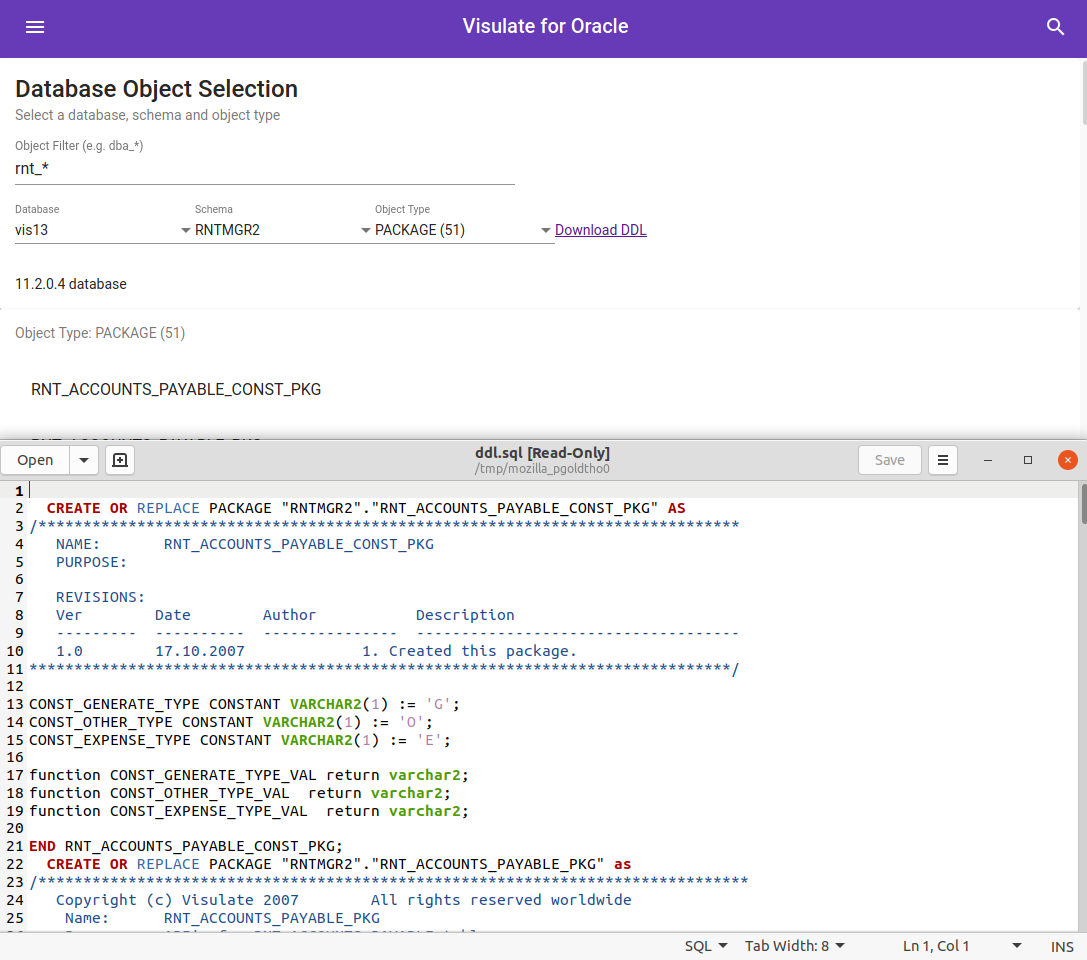 Visulate for Oracle
Database Object Selection
Select a database, schema and object type
Object Filter (e.g. dba_*)
rnt_*
Database Schema Object Type
vis13 RNTMGR2 PACKAGE (51) Download DDL
11.2.0.4 database
Object Type: PACKAGE (51)
RNT_ACCOUNTS_PAYABLE_CONST_PKG
Open ddl.sql [Read-Only] Save
/tmp/mozilla_pgoldtho0
1
2   CREATE OR REPLACE PACKAGE "RNTMGR2"."RNT_ACCOUNTS_PAYABLE_CONST_PKG" AS
3 /******************************************************************************
4    NAME:       RNT_ACCOUNTS_PAYABLE_CONST_PKG
5    PURPOSE:
6
7    REVISIONS:
8    Ver        Date        Author           Description
9    ---------  ----------  ---------------  ------------------------------------
10    1.0        17.10.2007             1. Created this package.
11 ******************************************************************************/
12
13 CONST_GENERATE_TYPE CONSTANT VARCHAR2(1) := 'G';
14 CONST_OTHER_TYPE CONSTANT VARCHAR2(1) := 'O';
15 CONST_EXPENSE_TYPE CONSTANT VARCHAR2(1) := 'E';
16
17 function CONST_GENERATE_TYPE_VAL return varchar2;
18 function CONST_OTHER_TYPE_VAL  return varchar2;
19 function CONST_EXPENSE_TYPE_VAL  return varchar2;
20
21 END RNT_ACCOUNTS_PAYABLE_CONST_PKG;
22   CREATE OR REPLACE PACKAGE "RNTMGR2"."RNT_ACCOUNTS_PAYABLE_PKG" as
23 /*******************************************************************************
24    Copyright (c) Visulate 2007        All rights reserved worldwide
25     Name:      RNT_ACCOUNTS_PAYABLE_PKG
SQL Tab Width: 8 Ln 1, Col 1 INS